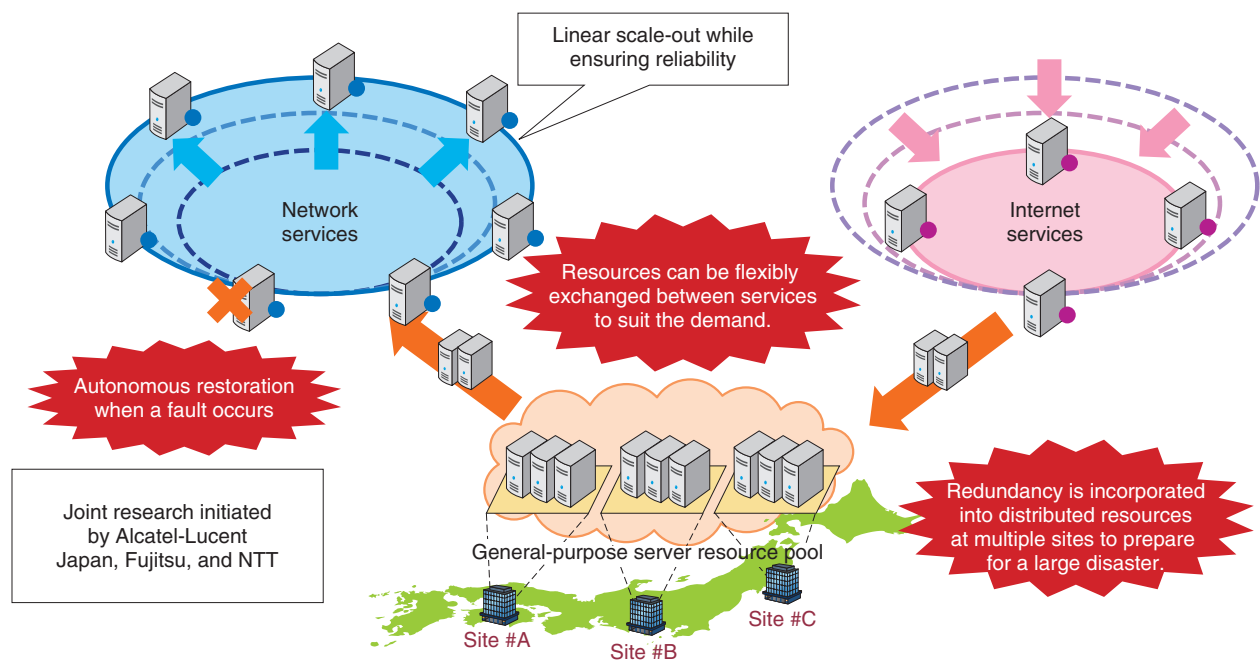 Linear scale-out while
ensuring reliability
Network
services
Internet
services
Resources can be flexibly
exchanged between services
to suit the demand.
Autonomous restoration
when a fault occurs
Joint research initiated
by Alcatel-Lucent
Japan, Fujitsu, and NTT
Redundancy is incorporated
into distributed resources
at multiple sites to prepare
for a large disaster.
General-purpose server resource pool
Site #A
Site #B
Site #C